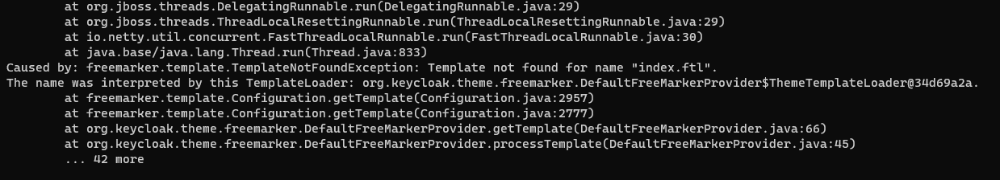 at org.jboss.threads.DelegatingRunnable.run(DelegatingRunnable.java:29)
at org.jboss.threads.ThreadLocalResettingRunnable.run(ThreadLocalResettingRunnable.java:29)
at io.netty.util.concurrent.FastThreadLocalRunnable.run(FastThreadLocalRunnable.java:30)
at java.base/java.lang.Thread.run(Thread.java:833)
Caused by: freemarker.template.TemplateNotFoundException: Template not found for name "index.ftl".
The name was interpreted by this TemplateLoader: org.keycloak.theme.freemarker.DefaultFreeMarkerProvider$ThemeTemplateLoader@34d69a2a.
at freemarker.template.Configuration.getTemplate(Configuration.java:2957)
at freemarker.template.Configuration.getTemplate(Configuration.java:2777)
at org.keycloak.theme.freemarker.DefaultFreeMarkerProvider.getTemplate(DefaultFreeMarkerProvider.java:66)
at org.keycloak.theme.freemarker.DefaultFreeMarkerProvider.processTemplate(DefaultFreeMarkerProvider.java:45)
... 42 more